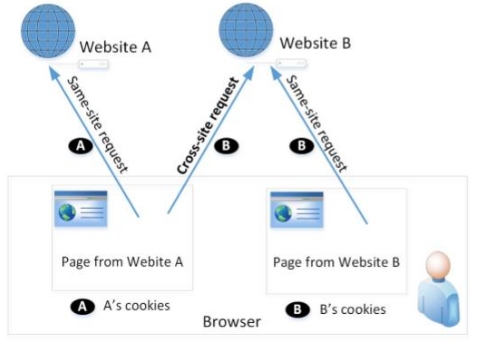 Website A
Website B
Same-site request
Cross-site request
Same-site request
A
B
B
Page from Webite A
Page from Website B
A A's cookies
B B's cookies
Browser